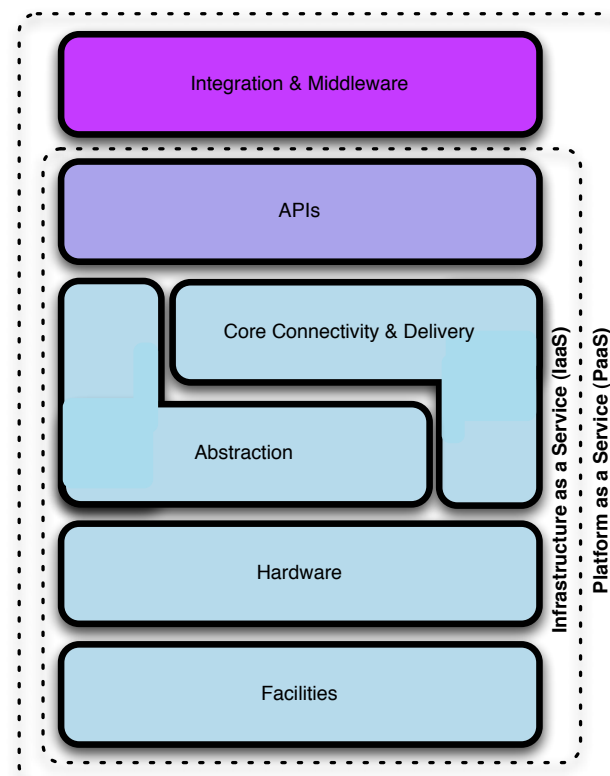 Integration & Middleware
APIs
Core Connectivity & Delivery
Abstraction
Hardware
Facilities
Infrastructure as a Service (IaaS)
Platform as a Service (PaaS)